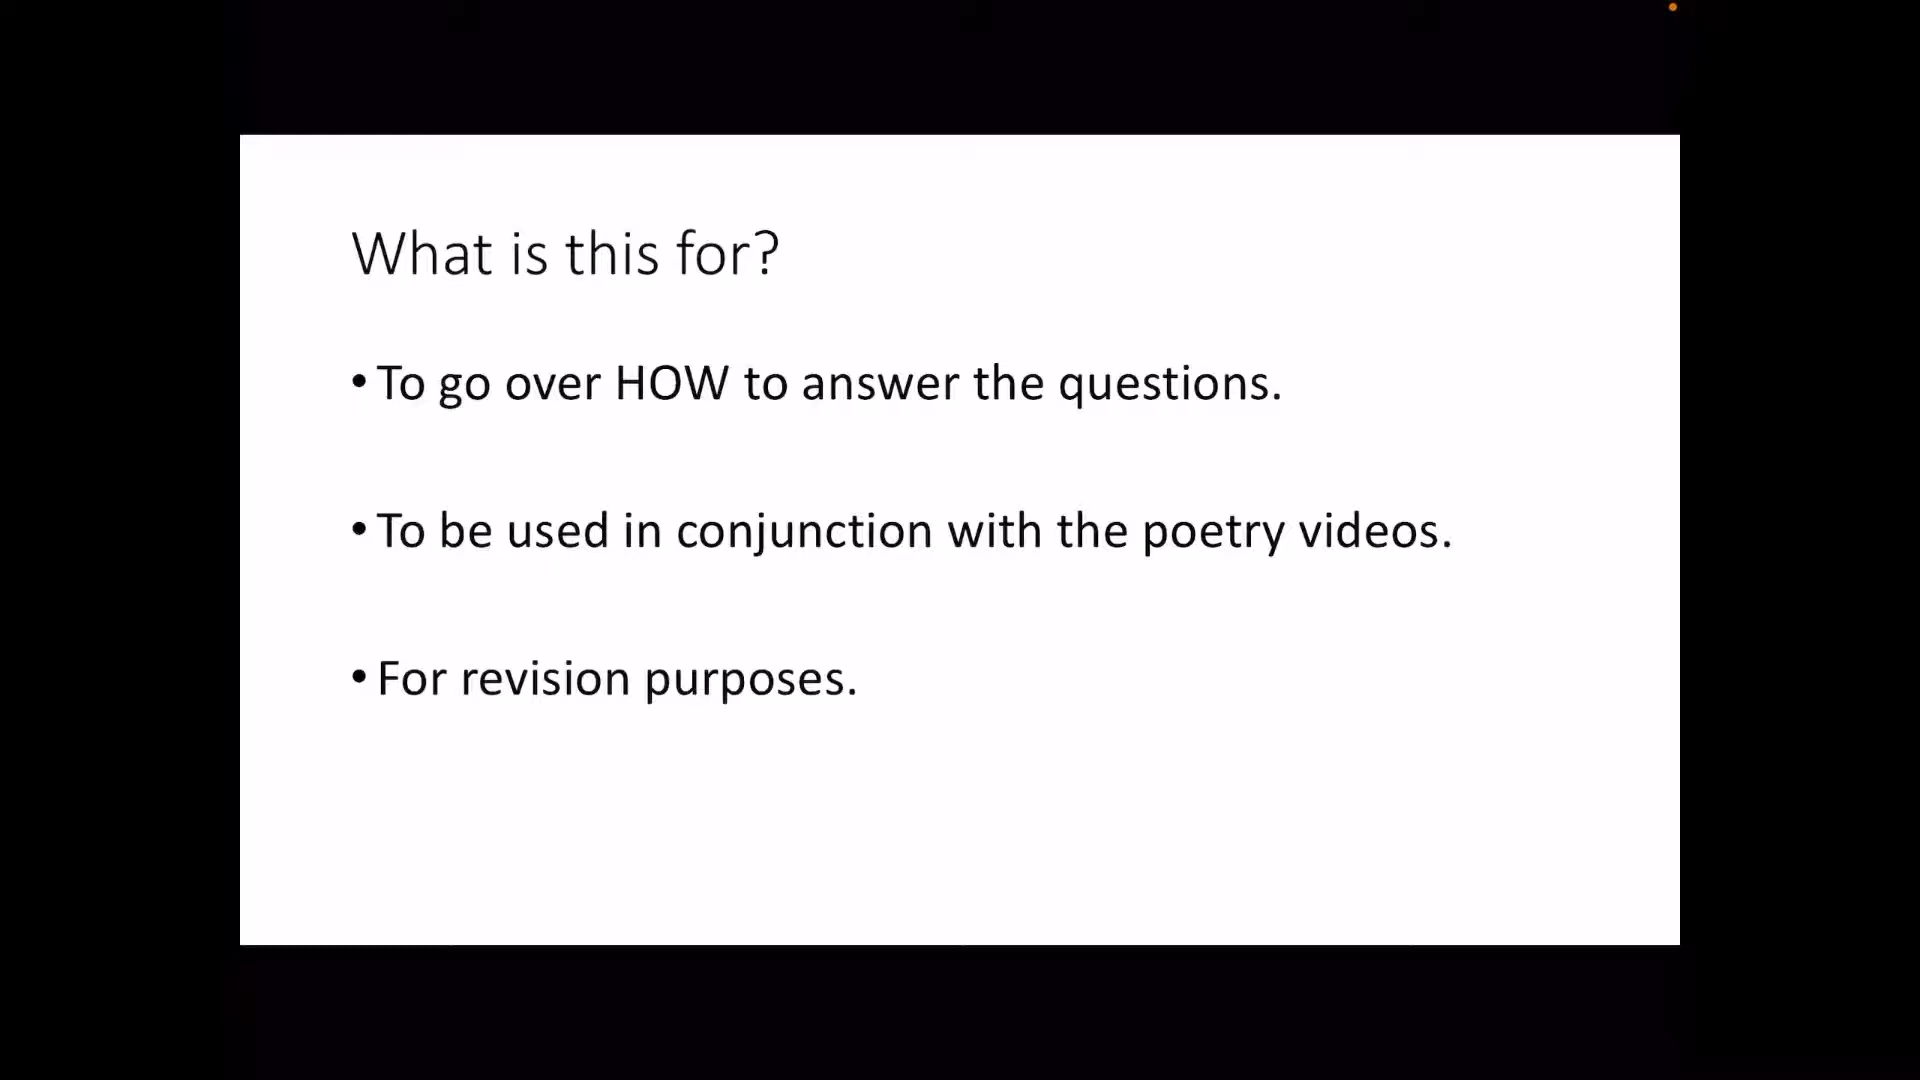 What is this for?
• To go over HOW to answer the questions.
• To be used in conjunction with the poetry videos.
• For revision purposes.